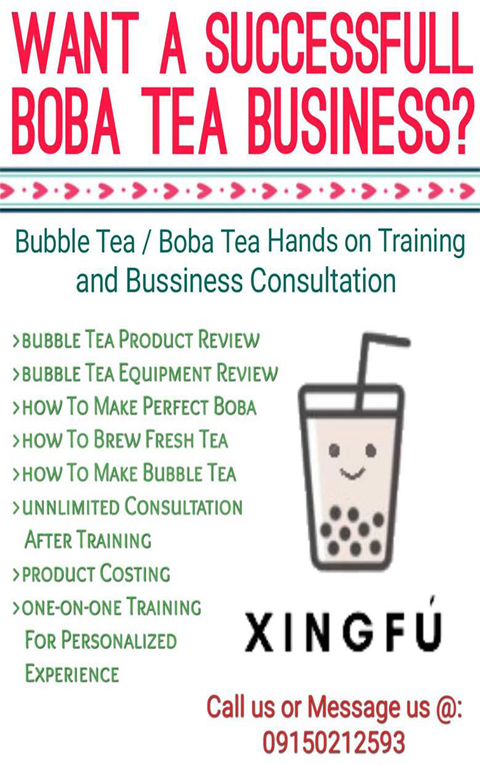 WANT A SUCCESSFULL
BOBA TEA BUSINESS?
Bubble Tea / Boba Tea Hands on Training
and Bussiness Consultation
>BUBBLE TEA PRODUCT REVIEW
>BUBBLE TEA EQUIPMENT REVIEW
>HOW TO MAKE PERFECT BOBA
>HOW TO BREW FRESH TEA
>HOW TO MAKE BUBBLE TEA
>UNNLIMITED CONSULTATION
AFTER TRAINING
>PRODUCT COSTING
>ONE-ON-ONE TRAINING
FOR PERSONALIZED
EXPERIENCE
XINGFÚ
Call us or Message us @:
09150212593